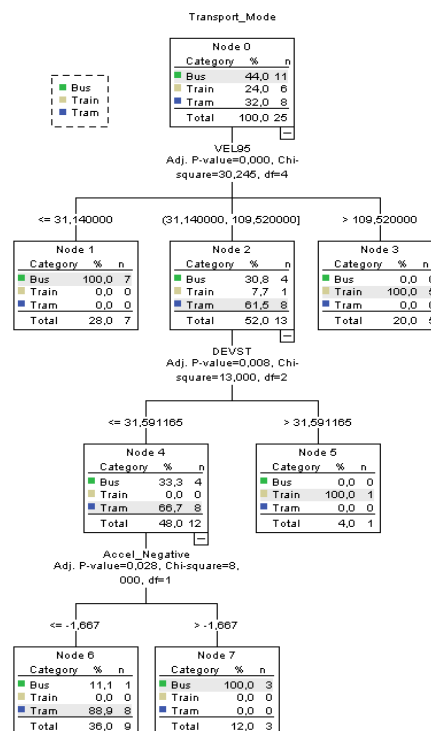 Transport_Mode
Bus
Train
Tram
Node 0
Category % n
Bus 44,0 11
Train 24,0 6
Tram 32,0 8
Total 100,0 25
VEL95
Adj. P-value=0,000, Chi-
square=30,245, df=4
<= 31,140000
(31,140000, 109,520000]
> 109,520000
Node 1
Category % n
Bus 100,0 7
Train 0,0 0
Tram 0,0 0
Total 28,0 7
Node 2
Category % n
Bus 30,8 4
Train 7,7 1
Tram 61,5 8
Total 52,0 13
Node 3
Category % n
Bus 0,0 0
Train 100,0 5
Tram 0,0 0
Total 20,0 5
DEVST
Adj. P-value=0,008, Chi-
square=13,000, df=2
<= 31,591165
> 31,591165
Node 4
Category % n
Bus 33,3 4
Train 0,0 0
Tram 66,7 8
Total 48,0 12
Node 5
Category % n
Bus 0,0 0
Train 100,0 1
Tram 0,0 0
Total 4,0 1
Accel_Negative
Adj. P-value=0,028, Chi-square=8,
000, df=1
<= -1,667
> -1,667
Node 6
Category % n
Bus 11,1 1
Train 0,0 0
Tram 88,9 8
Total 36,0 9
Node 7
Category % n
Bus 100,0 3
Train 0,0 0
Tram 0,0 0
Total 12,0 3